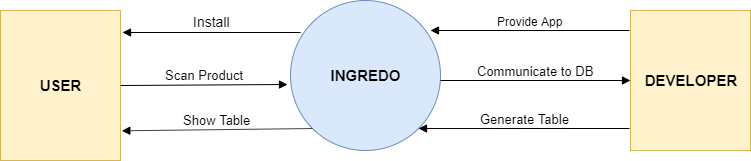 Install
Provide App
Scan Product
INGREDO
Communicate to DB
USER
DEVELOPER
Show Table
Generate Table